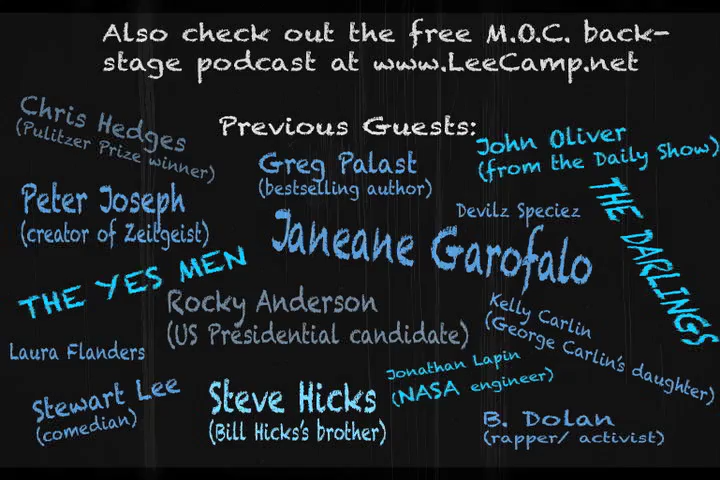 Also check out the free M.O.C. back-
stage podcast at www.LeeCamp.net
Previous Guests:
Chris Hedges
(Pulitzer Prize winner)
Greg Palast
(bestselling author)
John Oliver
(from the Daily Show)
Peter Joseph
(creator of Zeitgeist)
Devilz Speciez
Janeane Garofalo
THE DARLINGS
THE YES MEN
Rocky Anderson
(US Presidential candidate)
Kelly Carlin
(George Carlin's daughter)
Laura Flanders
Jonathan Lapin
(NASA engineer)
Stewart Lee
(comedian)
Steve Hicks
(Bill Hicks's brother)
B. Dolan
(rapper/ activist)